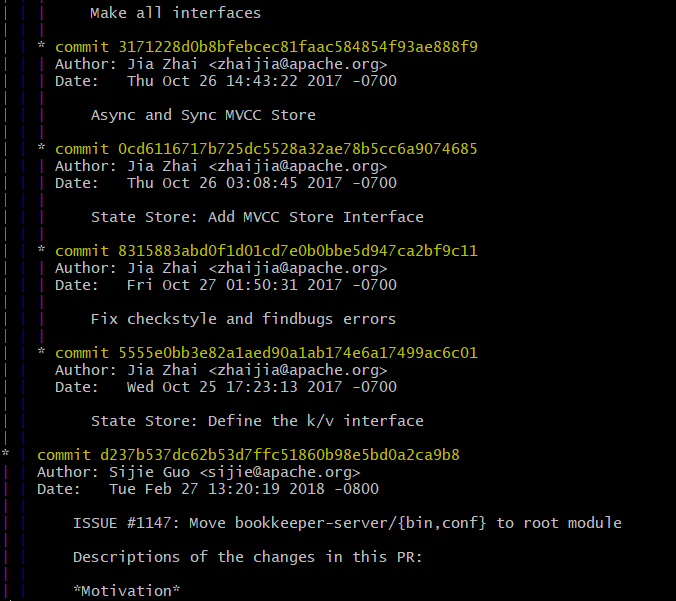 Make all interfaces
* commit 3171228d0b8bfebcec81faac584854f93ae888f9
Author: Jia Zhai <zhaijia@apache.org>
Date:   Thu Oct 26 14:43:22 2017 -0700
Async and Sync MVCC Store
* commit 0cd6116717b725dc5528a32ae78b5cc6a9074685
Author: Jia Zhai <zhaijia@apache.org>
Date:   Thu Oct 26 03:08:45 2017 -0700
State Store: Add MVCC Store Interface
* commit 8315883abd0f1d01cd7e0b0bbe5d947ca2bf9c11
Author: Jia Zhai <zhaijia@apache.org>
Date:   Fri Oct 27 01:50:31 2017 -0700
Fix checkstyle and findbugs errors
* commit 5555e0bb3e82a1aed90a1ab174e6a17499ac6c01
Author: Jia Zhai <zhaijia@apache.org>
Date:   Wed Oct 25 17:23:13 2017 -0700
State Store: Define the k/v interface
* commit d237b537dc62b53d7ffc51860b98e5bd0a2ca9b8
Author: Sijie Guo <sijie@apache.org>
Date:   Tue Feb 27 13:20:19 2018 -0800
ISSUE #1147: Move bookkeeper-server/{bin,conf} to root module
Descriptions of the changes in this PR:
*Motivation*